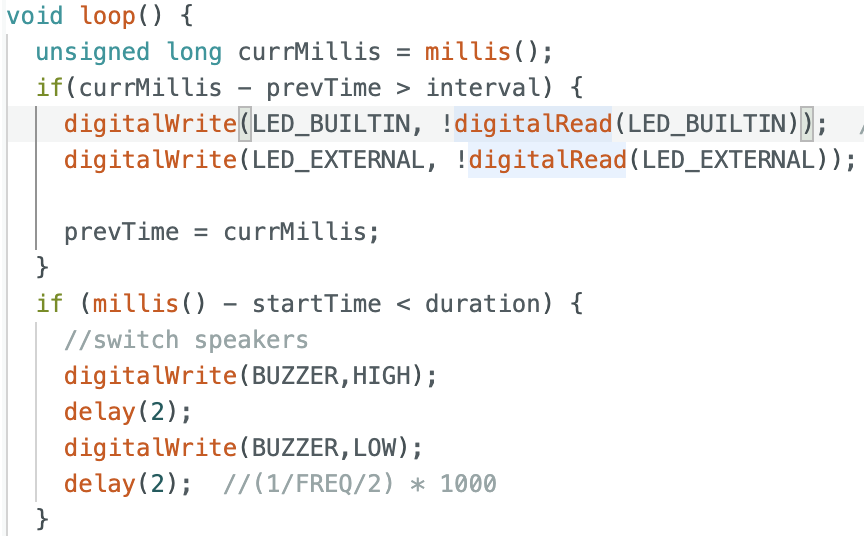 void loop() {
unsigned long currMillis = millis();
if(currMillis - prevTime > interval) {
digitalWrite(LED_BUILTIN, !digitalRead(LED_BUILTIN)); /
digitalWrite(LED_EXTERNAL, !digitalRead(LED_EXTERNAL));
prevTime = currMillis;
}
if (millis() - startTime < duration) {
//switch speakers
digitalWrite(BUZZER,HIGH);
delay(2);
digitalWrite(BUZZER,LOW);
delay(2); //(1/FREQ/2) * 1000
}